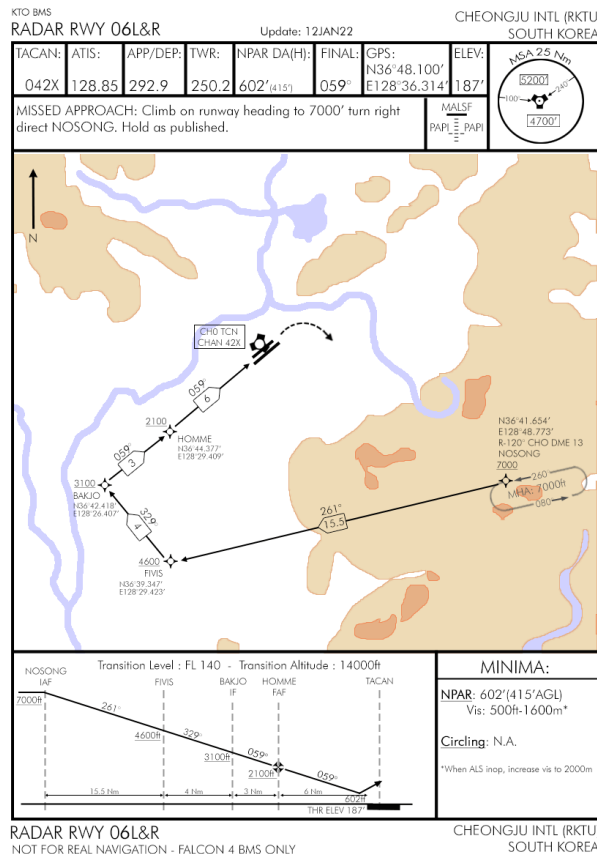 KTO BMS
RADAR RWY 06L&R
Update: 12JAN22
CHEONGJU INTL (RKTU
SOUTH KOREA
TACAN: ATIS: APP/DEP: TWR: NPAR DA(H): FINAL: GPS: ELEV:
042X 128.85 292.9 250.2 602'(415') 059° N36°48.100' E128°36.314' 187'
MSA 25 Nm
5200'
100° 240°
4700'
MISSED APPROACH: Climb on runway heading to 7000' turn right
direct NOSONG. Hold as published.
MALSF
PAPI PAPI
N
CH0 TCN
CHAN 42X
059°
6
2100
HOMME
N36°44.377'
E128°29.409'
059°
3
3100
BAKJO
N36°42.418'
E128°26.407'
329°
4
4600
FIVIS
N36°39.347'
E128°29.423'
261°
15.5
N36°41.654'
E128°48.773'
R-120° CHO DME 13
NOSONG
7000
260°
MHA: 7000ft
080°
Transition Level : FL 140 - Transition Altitude : 14000ft
NOSONG FIVIS BAKJO HOMME TACAN
IAF IF FAF
7000ft
261°
4600ft
329°
3100ft
059°
2100ft
059°
602ft
15.5 Nm 4 Nm 3 Nm 6 Nm
THR ELEV 187'
MINIMA:
NPAR: 602'(415'AGL)
Vis: 500ft-1600m*
Circling: N.A.
*When ALS inop, increase vis to 2000m
RADAR RWY 06L&R
NOT FOR REAL NAVIGATION - FALCON 4 BMS ONLY
CHEONGJU INTL (RKTU
SOUTH KOREA